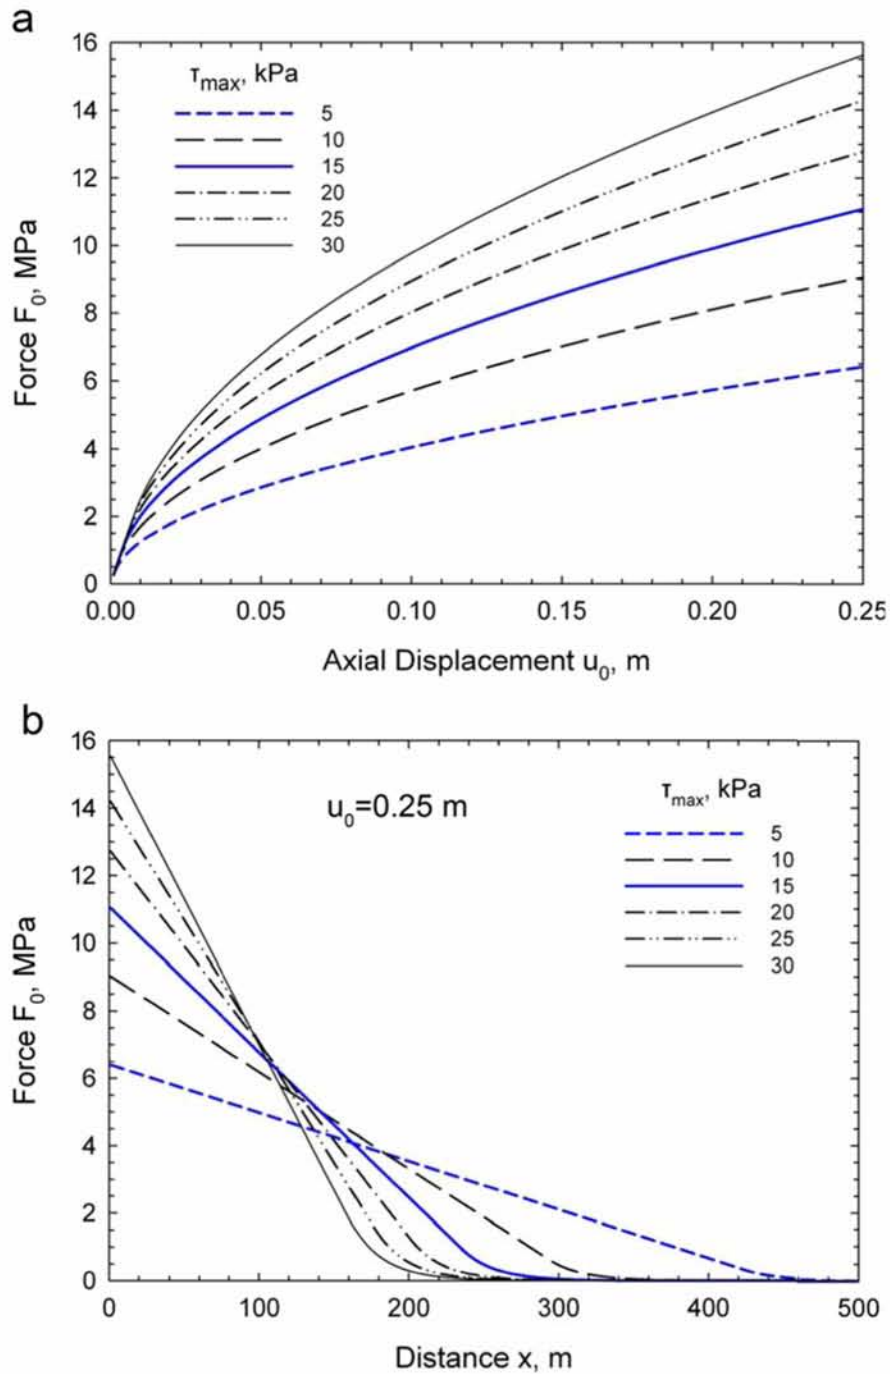 a
16
14
12
10
8
6
4
2
0
Force F₀, MPa
τmax, kPa
5
10
15
20
25
30
0.00 0.05 0.10 0.15 0.20 0.25
Axial Displacement u₀, m
b
16
14
12
10
8
6
4
2
0
Force F₀, MPa
u₀=0.25 m
τmax, kPa
5
10
15
20
25
30
0 100 200 300 400 500
Distance x, m